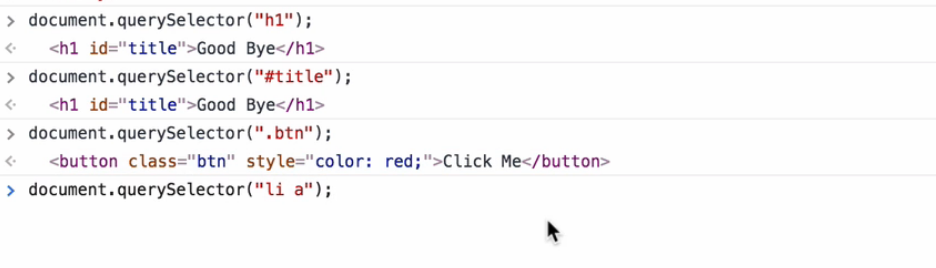 > document.querySelector("h1");
<· <h1 id="title">Good Bye</h1>
> document.querySelector("#title");
<· <h1 id="title">Good Bye</h1>
> document.querySelector(".btn");
<· <button class="btn" style="color: red;">Click Me</button>
> document.querySelector("li a");